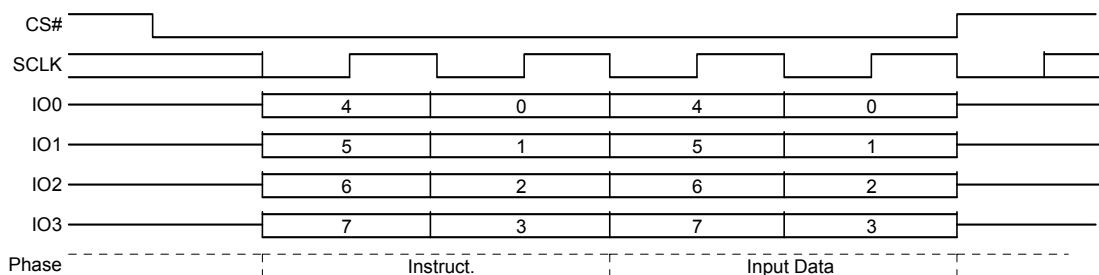 CS#
SCLK
IO0 4 0 4 0
IO1 5 1 5 1
IO2 6 2 6 2
IO3 7 3 7 3
Phase Instruct. Input Data